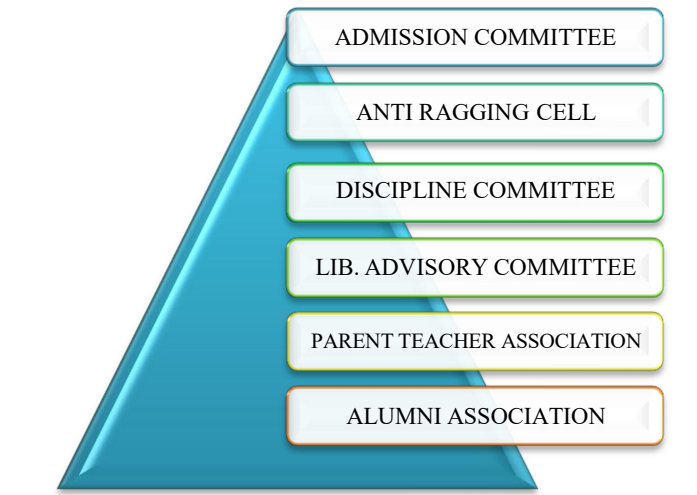 ADMISSION COMMITTEE
ANTI RAGGING CELL
DISCIPLINE COMMITTEE
LIB. ADVISORY COMMITTEE
PARENT TEACHER ASSOCIATION
ALUMNI ASSOCIATION